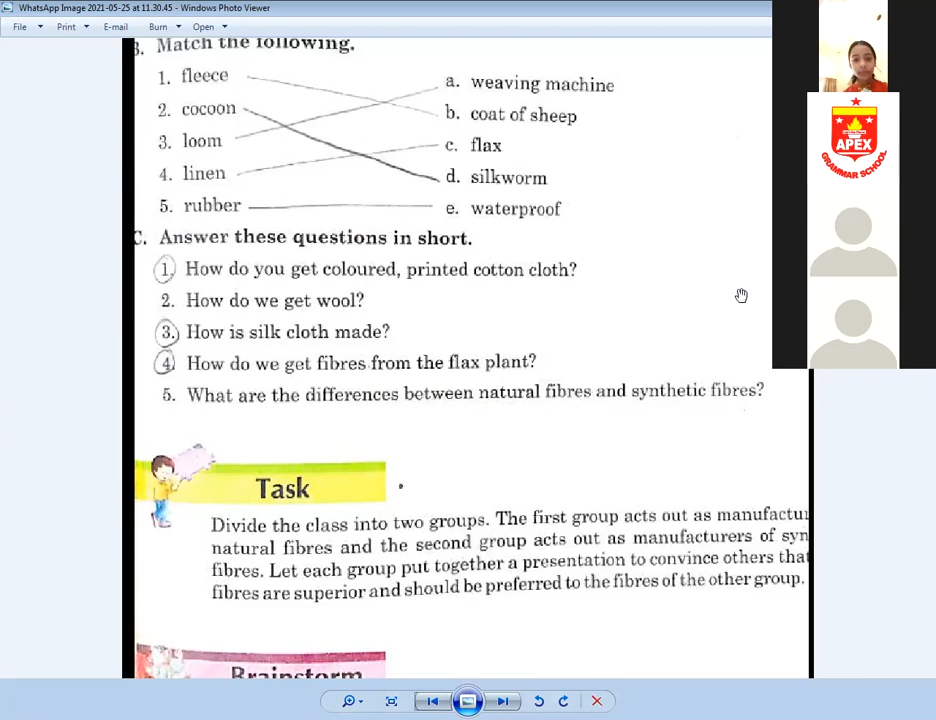 WhatsApp Image 2021-05-25 at 11.30.45 - Windows Photo Viewer
File Print E-mail Burn Open
B. Match the following.
1. fleece
a. weaving machine
2. cocoon
b. coat of sheep
3. loom
c. flax
4. linen
d. silkworm
5. rubber
e. waterproof
C. Answer these questions in short.
1. How do you get coloured, printed cotton cloth?
2. How do we get wool?
3. How is silk cloth made?
4. How do we get fibres from the flax plant?
5. What are the differences between natural fibres and synthetic fibres?
Task
Divide the class into two groups. The first group acts out as manufactu
natural fibres and the second group acts out as manufacturers of syn
fibres. Let each group put together a presentation to convince others that
fibres are superior and should be preferred to the fibres of the other group.
Brainstorm
APEX
GRAMMAR SCHOOL